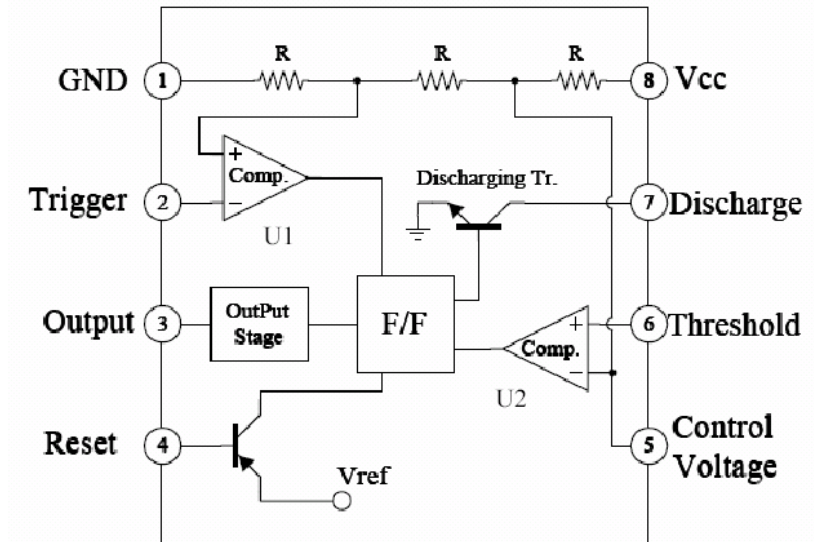 R R R
GND 1
8 Vcc
+
Comp.
−
U1
Trigger 2
Discharging Tr.
7 Discharge
Output 3
OutPut
Stage
F/F
+
Comp.
−
U2
6 Threshold
Reset 4
Vref
5 Control
Voltage